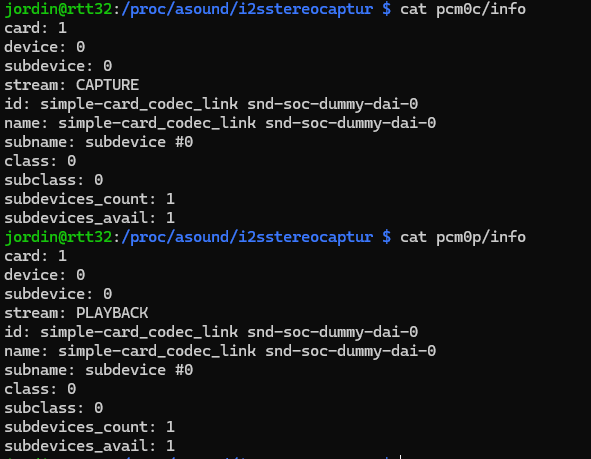 jordin@rtt32:/proc/asound/i2sstereocaptur $ cat pcm0c/info
card: 1
device: 0
subdevice: 0
stream: CAPTURE
id: simple-card_codec_link snd-soc-dummy-dai-0
name: simple-card_codec_link snd-soc-dummy-dai-0
subname: subdevice #0
class: 0
subclass: 0
subdevices_count: 1
subdevices_avail: 1
jordin@rtt32:/proc/asound/i2sstereocaptur $ cat pcm0p/info
card: 1
device: 0
subdevice: 0
stream: PLAYBACK
id: simple-card_codec_link snd-soc-dummy-dai-0
name: simple-card_codec_link snd-soc-dummy-dai-0
subname: subdevice #0
class: 0
subclass: 0
subdevices_count: 1
subdevices_avail: 1